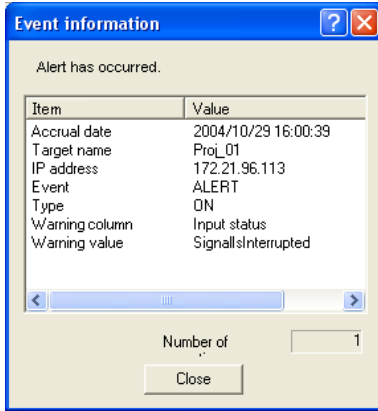 Event information
Alert has occurred.
Item Value
Accrual date 2004/10/29 16:00:39
Target name Proj_01
IP address 172.21.96.113
Event ALERT
Type ON
Warning column Input status
Warning value SignalIsInterrupted
Number of 1
Close